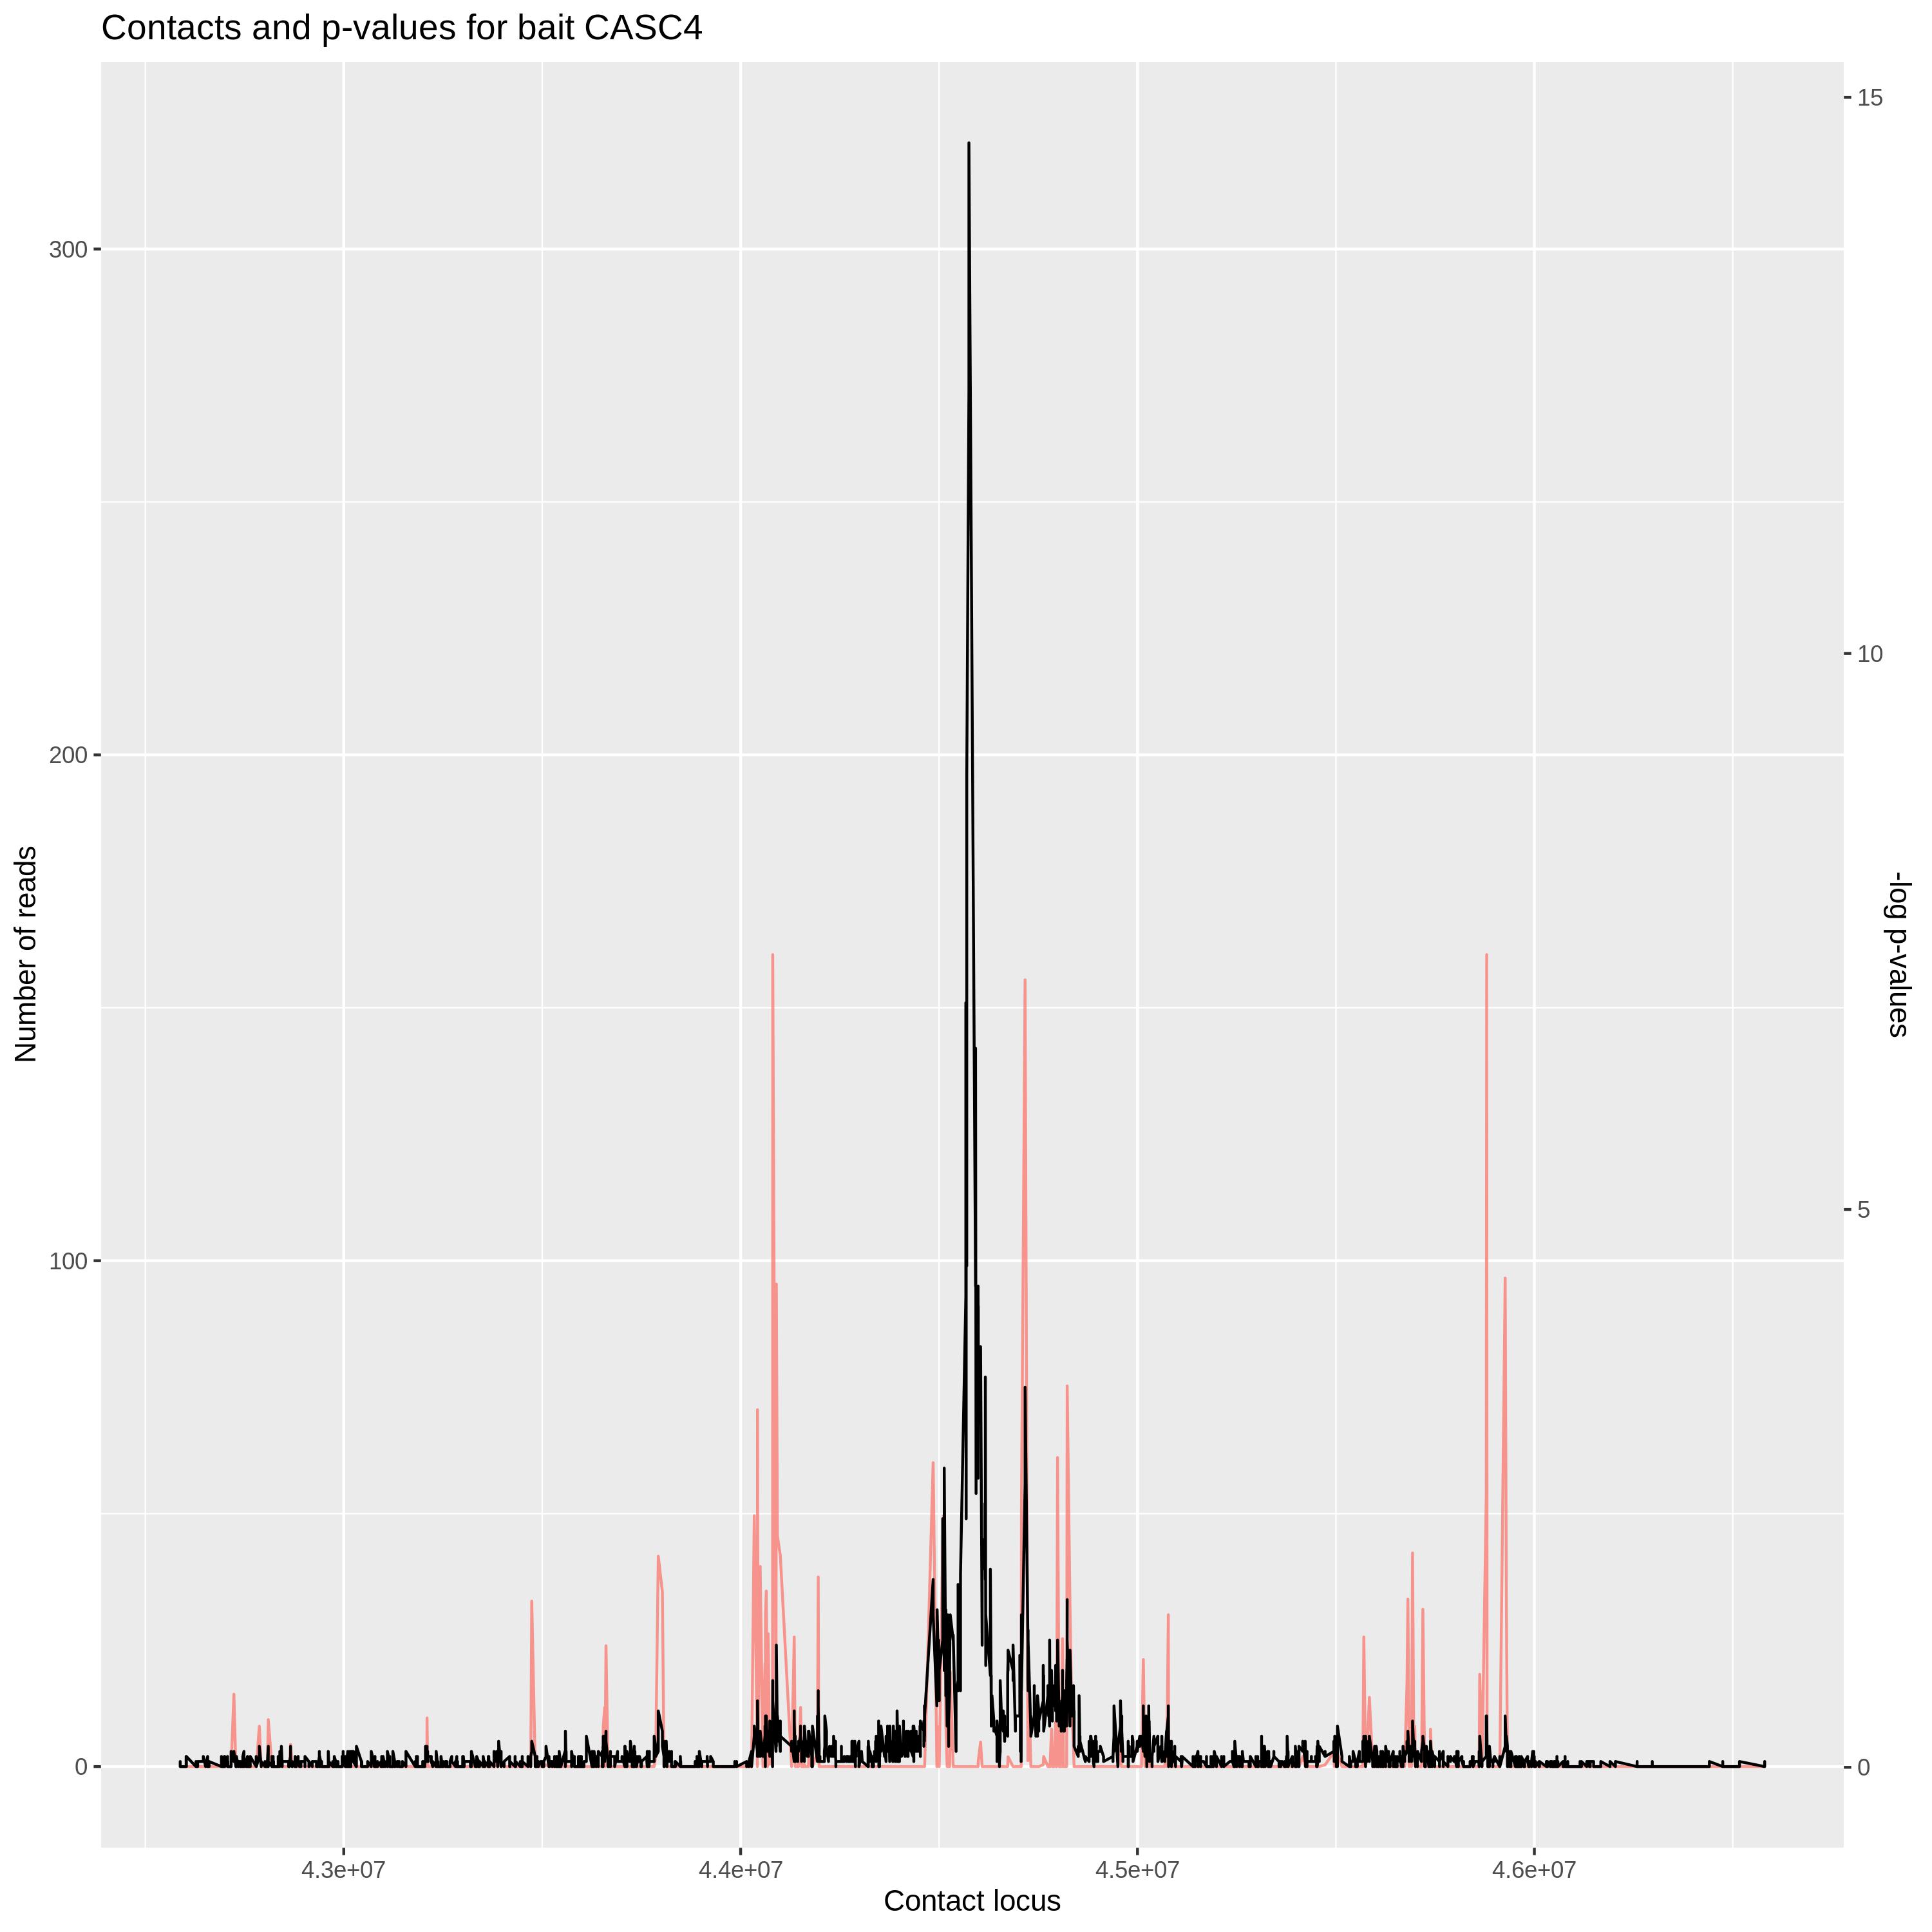 Contacts and p-values for bait CASC4
Number of reads
300
200
100
0
15
10
5
0
-log p-values
4.3e+07
4.4e+07
4.5e+07
4.6e+07
Contact locus